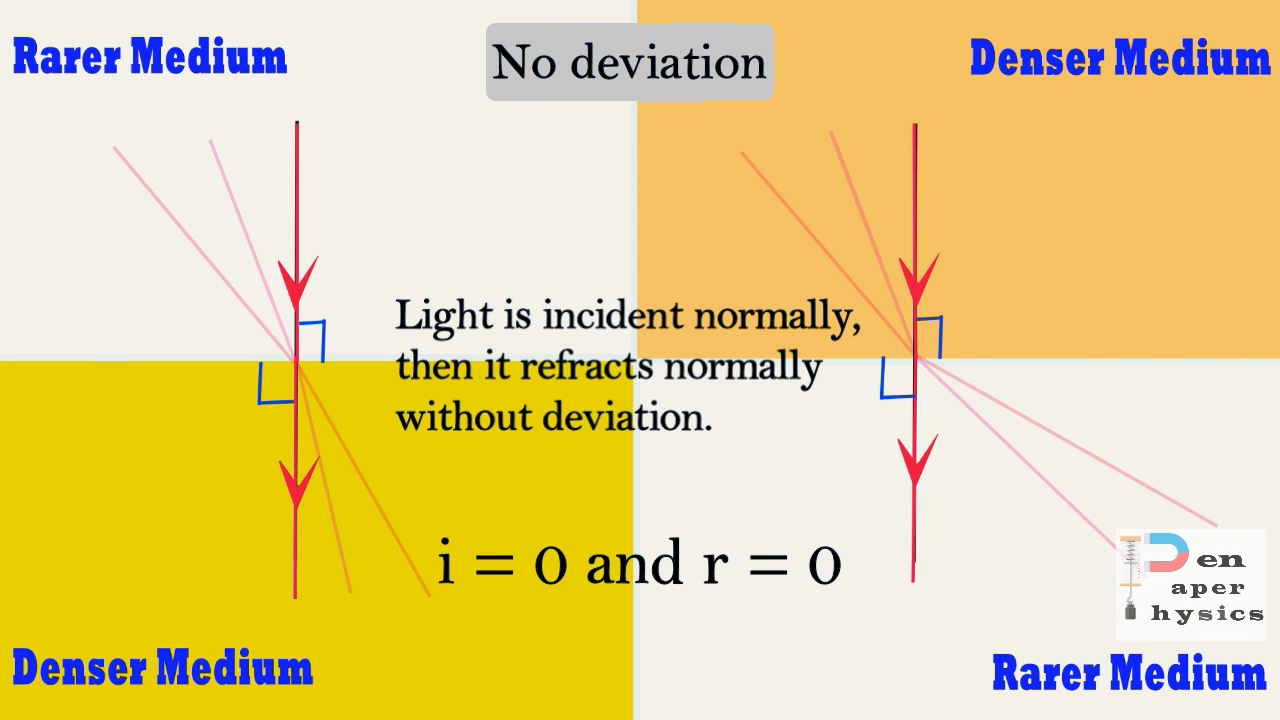 Rarer Medium
No deviation
Denser Medium
Light is incident normally,
then it refracts normally
without deviation.
i = 0 and r = 0
Pen
aper
hysics
Denser Medium
Rarer Medium